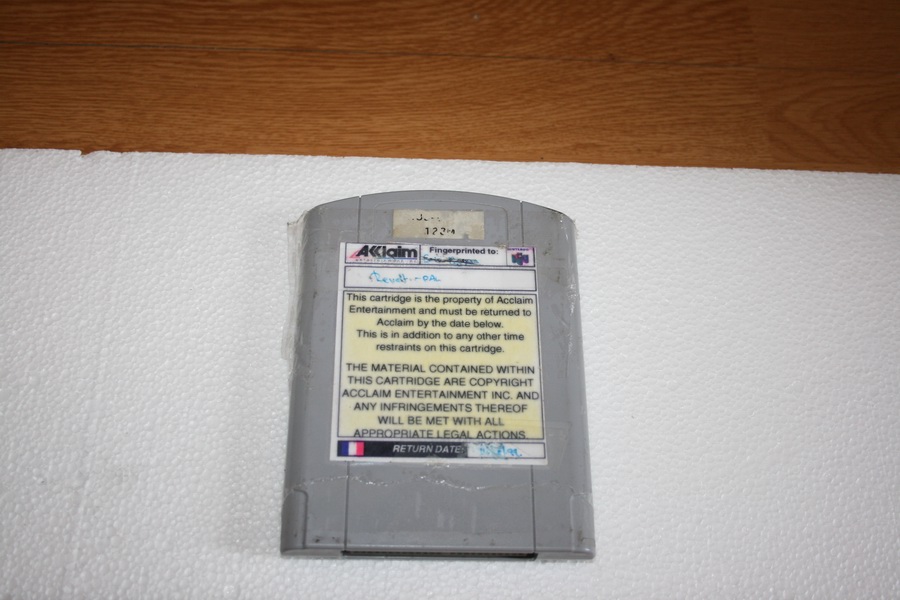 128M
AKklaim Fingerprinted to:
This cartridge is the property of Acclaim
Entertainment and must be returned to
Acclaim by the date below.
This is in addition to any other time
restraints on this cartridge.
THE MATERIAL CONTAINED WITHIN
THIS CARTRIDGE ARE COPYRIGHT
ACCLAIM ENTERTAINMENT INC. AND
ANY INFRINGEMENTS THEREOF
WILL BE MET WITH ALL
APPROPRIATE LEGAL ACTIONS.
RETURN DATE: